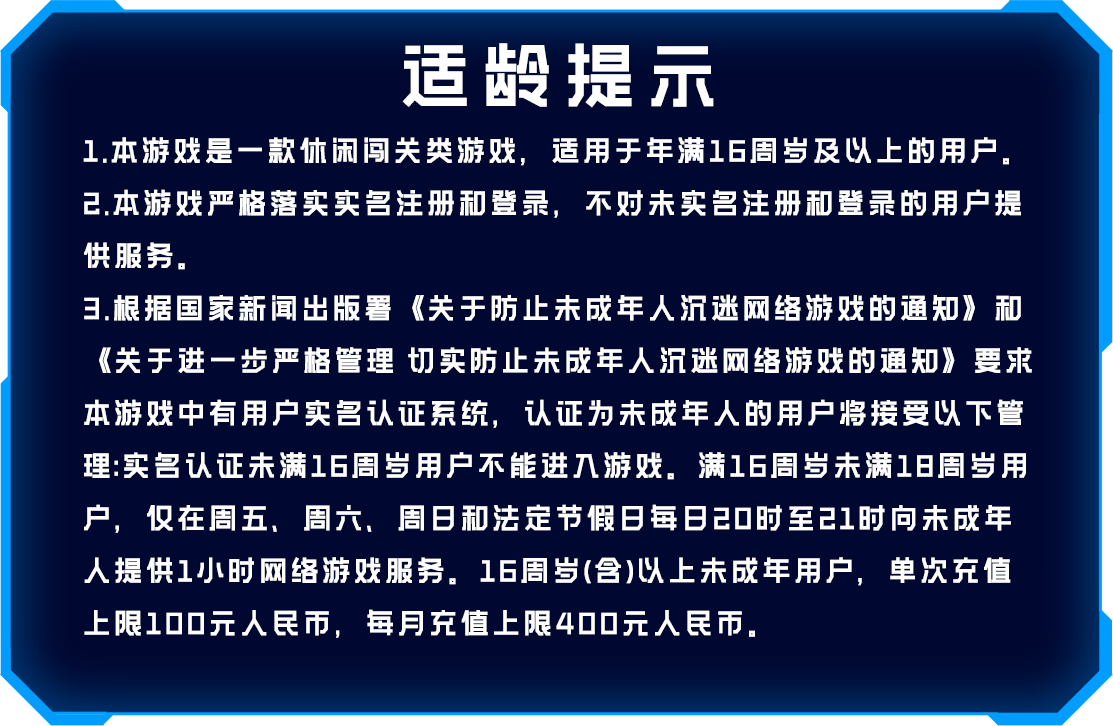 适龄提示
1.本游戏是一款休闲闯关类游戏，适用于年满16周岁及以上的用户。
2.本游戏严格落实实名注册和登录，不对未实名注册和登录的用户提
供服务。
3.根据国家新闻出版署《关于防止未成年人沉迷网络游戏的通知》和
《关于进一步严格管理 切实防止未成年人沉迷网络游戏的通知》要求
本游戏中有用户实名认证系统，认证为未成年人的用户将接受以下管
理:实名认证未满16周岁用户不能进入游戏。满16周岁未满18周岁用
户，仅在周五、周六、周日和法定节假日每日20时至21时向未成年
人提供1小时网络游戏服务。16周岁(含)以上未成年用户，单次充值
上限100元人民币，每月充值上限400元人民币。